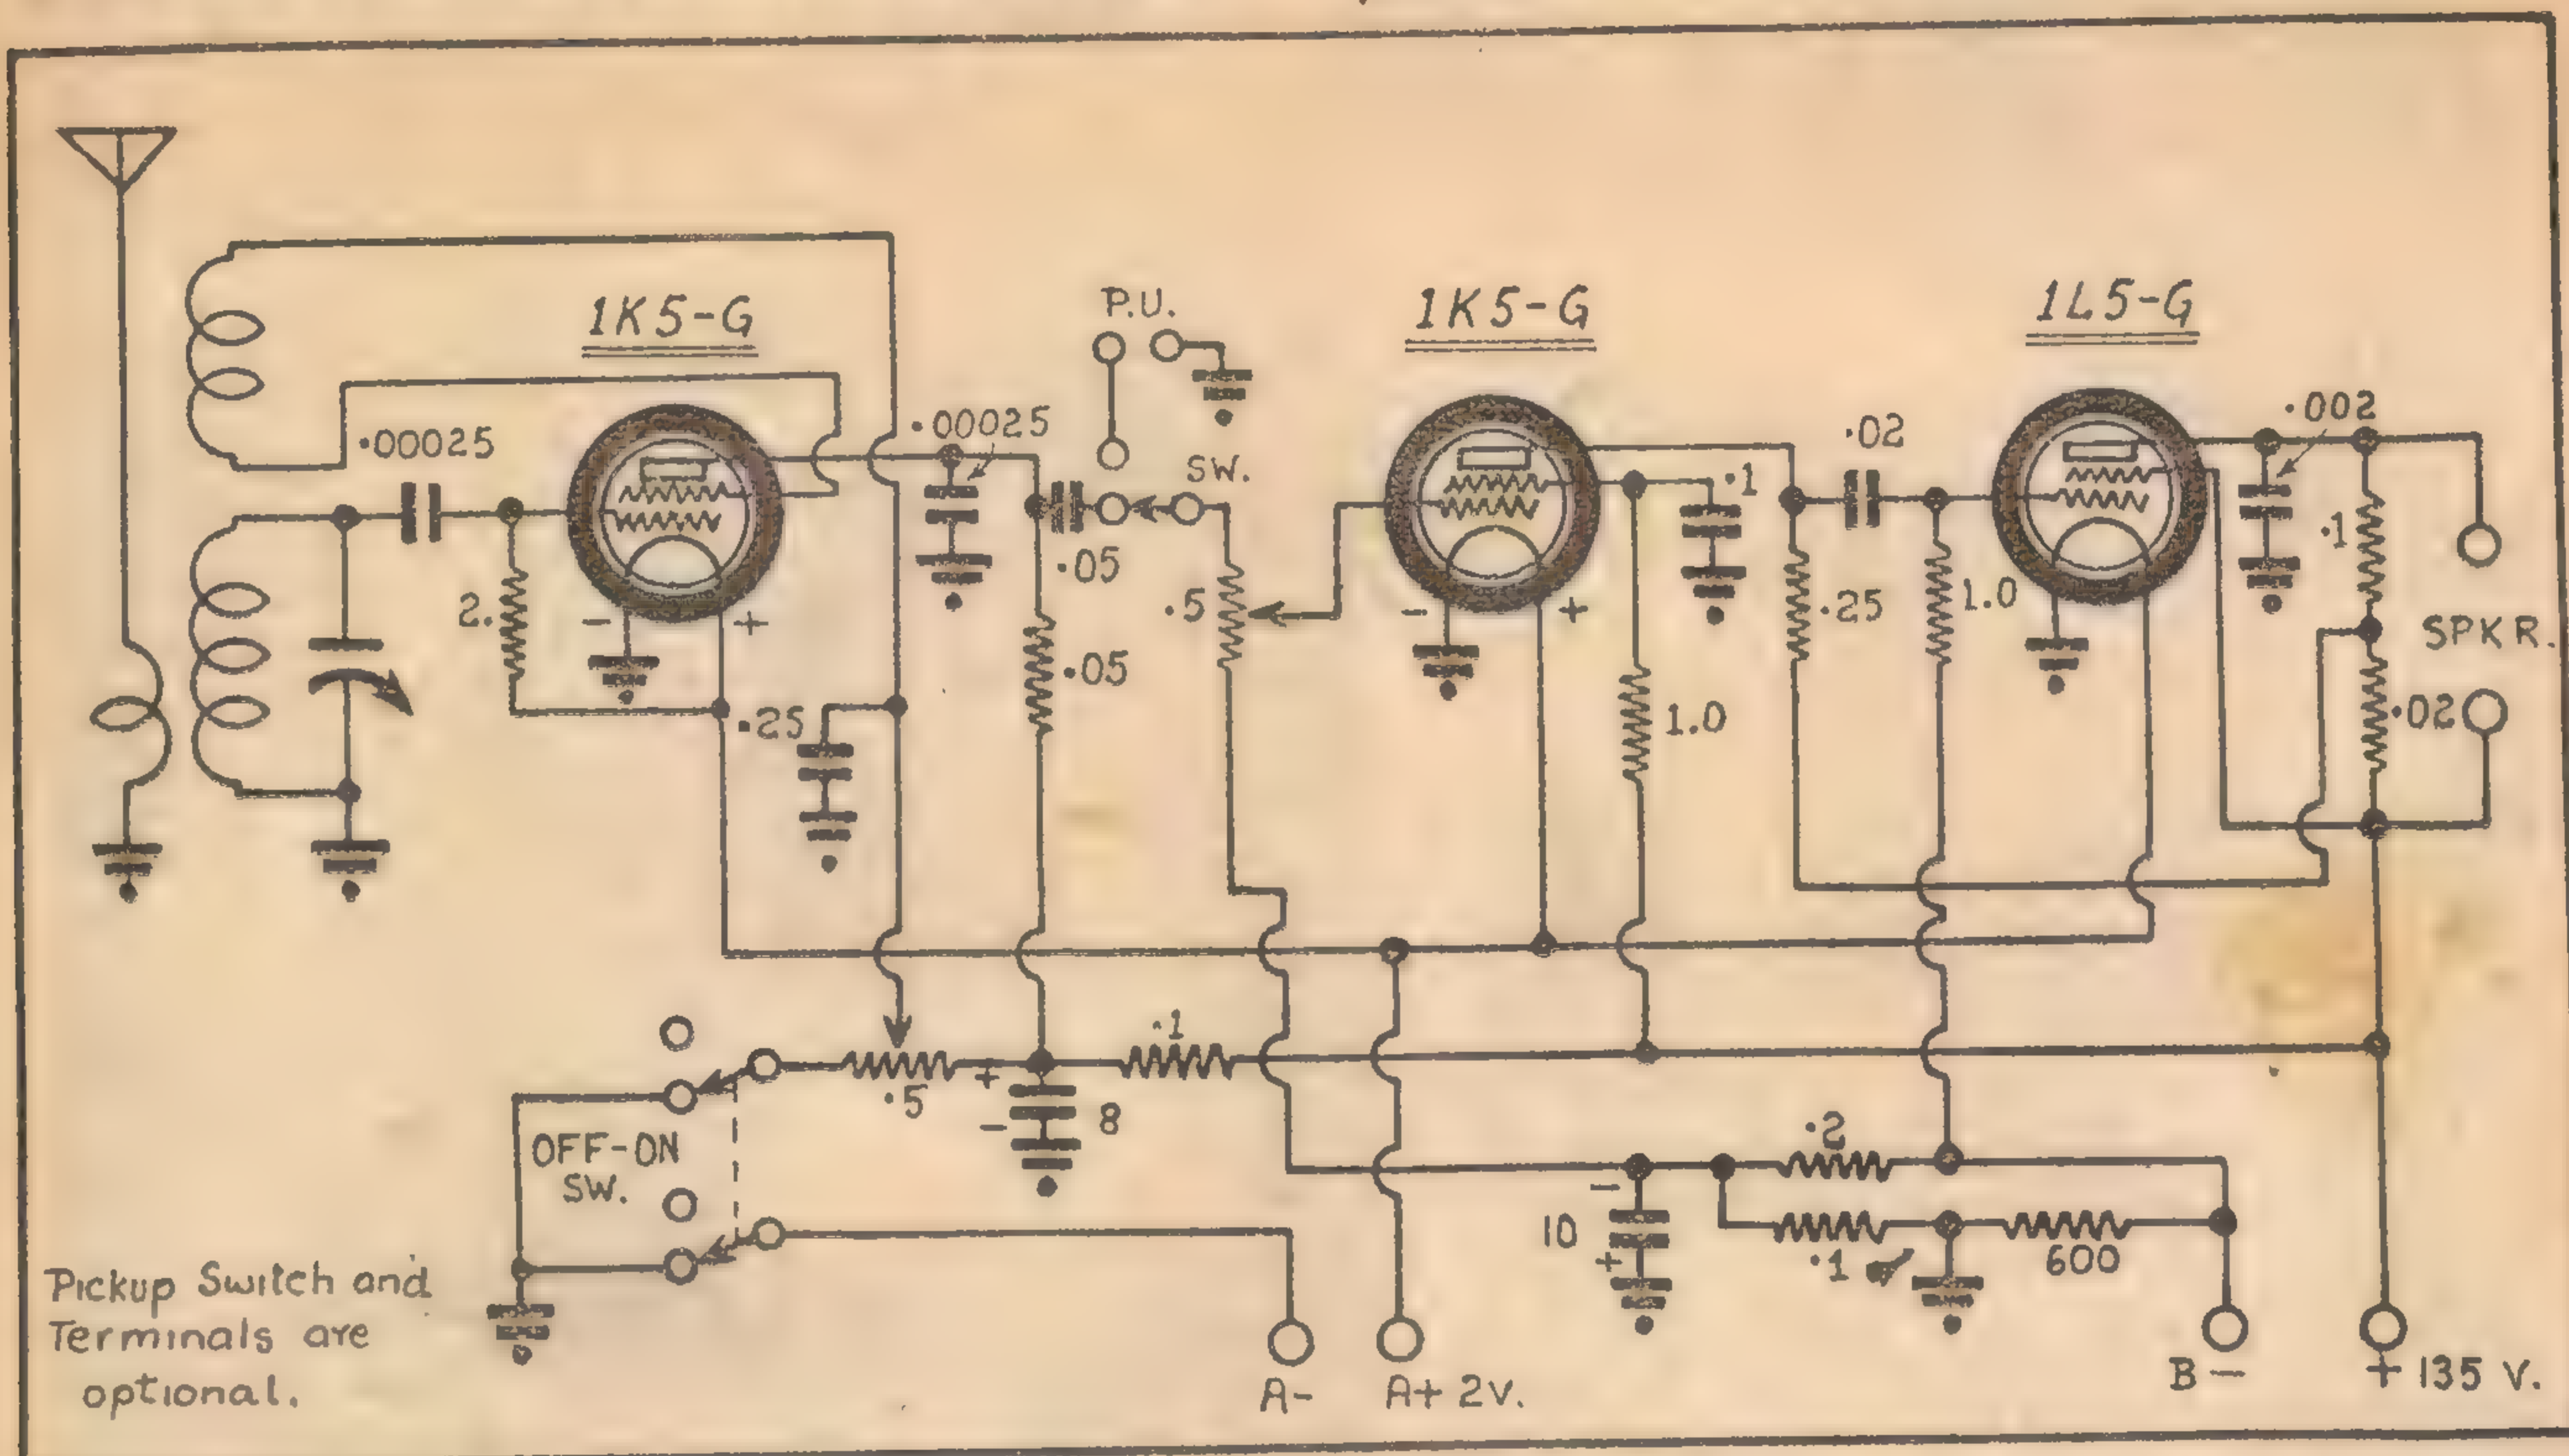 1K5-G
P.U.
1K5-G
1L5-G
.00025
.00025
SW.
.1
.02
.002
.1
2.
-
+
.05
.5
-
+
.25
1.0
SPKR.
.05
.25
1.0
.02
.1
.5
+
-
8
OFF-ON
SW.
.2
-
10
+
.1
600
Pickup Switch and
Terminals are
optional.
A-
A+ 2V.
B-
+ 135 V.